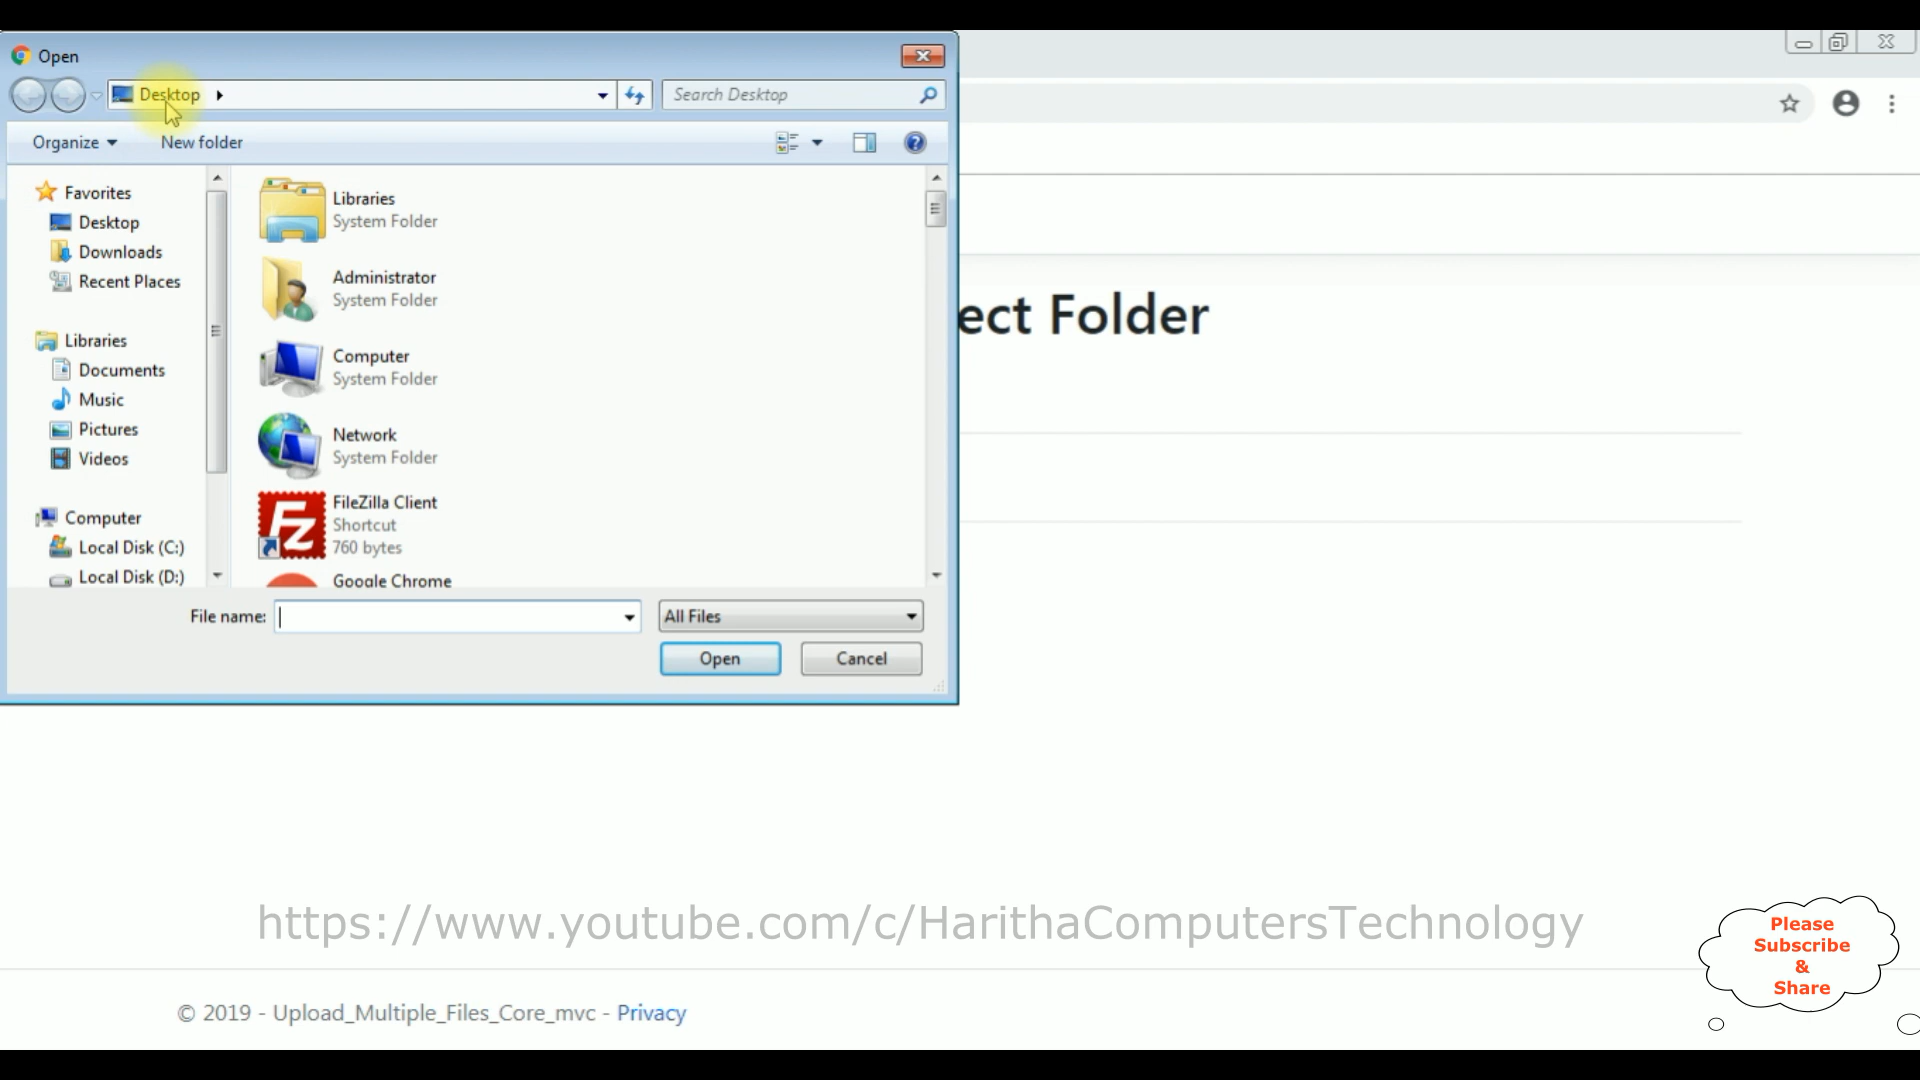 Open
Desktop
Search Desktop
Organize
New folder
Favorites
Desktop
Downloads
Recent Places
Libraries
Documents
Music
Pictures
Videos
Computer
Local Disk (C:)
Local Disk (D:)
Libraries
System Folder
Administrator
System Folder
Computer
System Folder
Network
System Folder
FileZilla Client
Shortcut
760 bytes
Google Chrome
File name:
All Files
Open
Cancel
ect Folder
https://www.youtube.com/c/HarithaComputersTechnology
Please
Subscribe
&
Share
© 2019 - Upload_Multiple_Files_Core_mvc - Privacy